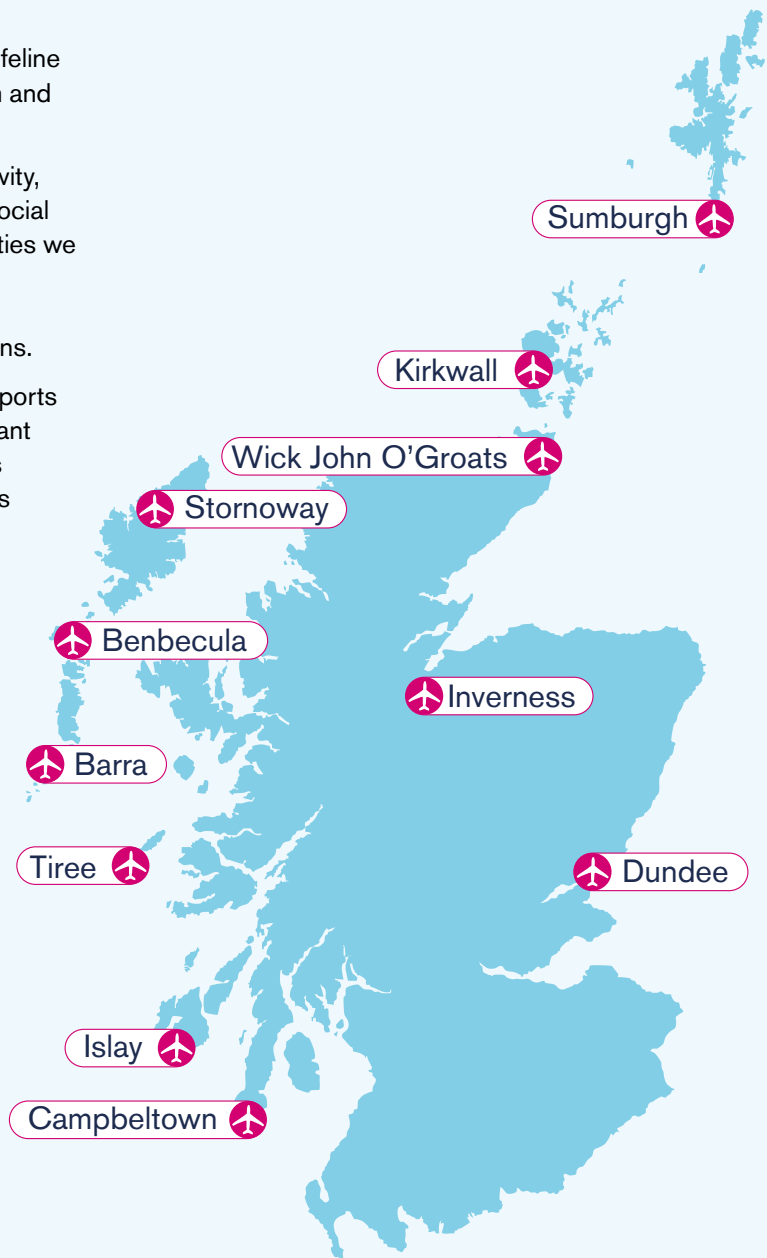 feline
and
vity,
ocial
ties we
ns.
ports
ant
s
s
Sumburgh
Kirkwall
Wick John O'Groats
Stornoway
Benbecula
Inverness
Barra
Tiree
Dundee
Islay
Campbeltown